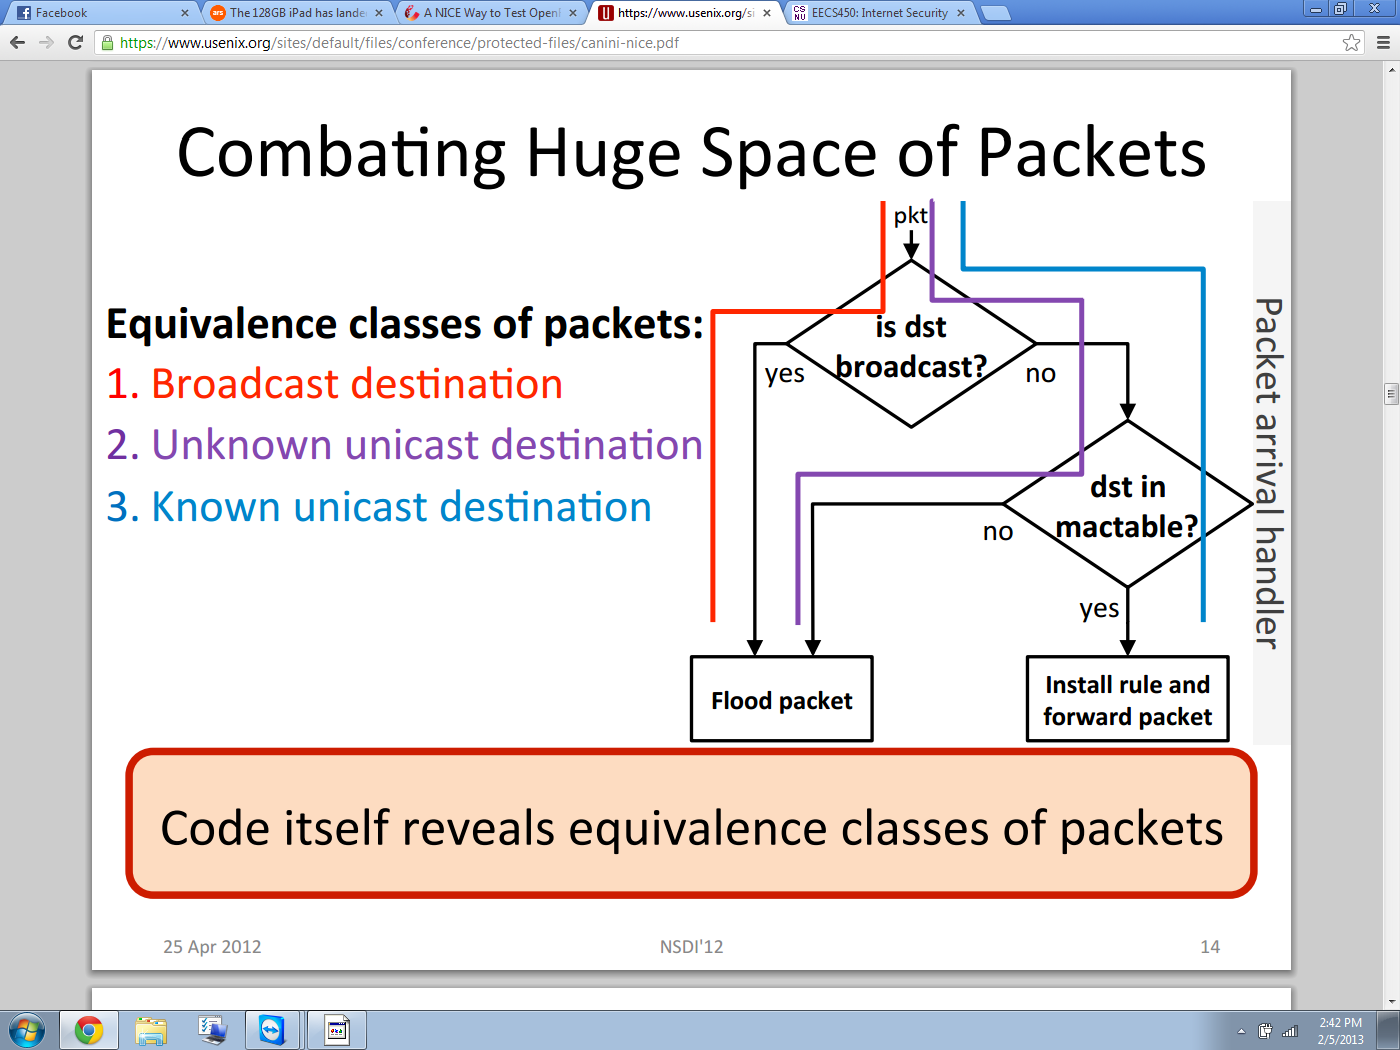 Facebook
The 128GB iPad has lande
A NICE Way to Test OpenF
https://www.usenix.org/si
EECS450: Internet Security
https://www.usenix.org/sites/default/files/conference/protected-files/canini-nice.pdf
Combating Huge Space of Packets
pkt
Equivalence classes of packets:
1. Broadcast destination
2. Unknown unicast destination
3. Known unicast destination
is dst
broadcast?
yes
no
dst in
mactable?
no
yes
Flood packet
Install rule and
forward packet
Packet arrival handler
Code itself reveals equivalence classes of packets
25 Apr 2012
NSDI'12
14
2:42 PM
2/5/2013